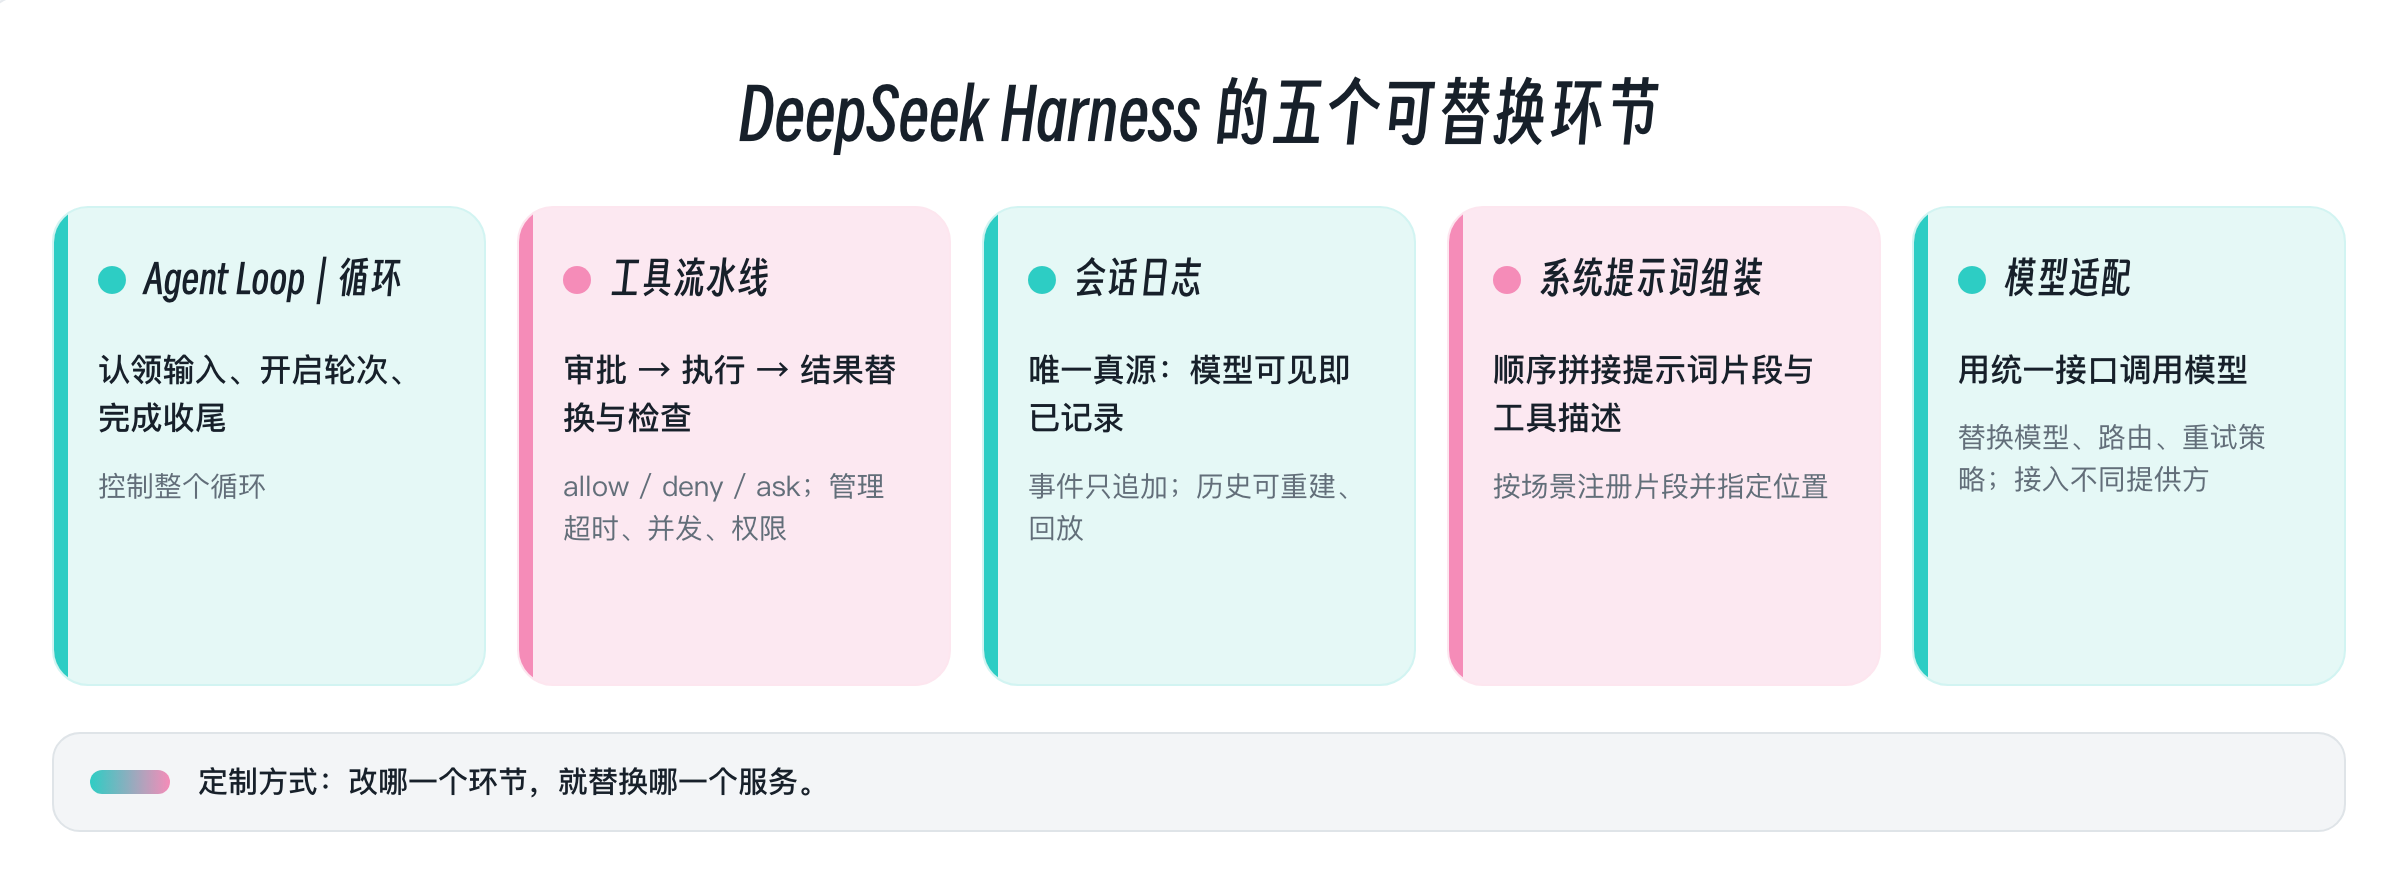 DeepSeek Harness 的五个可替换环节
Agent Loop | 循环
认领输入、开启轮次、
完成收尾
控制整个循环
工具流水线
审批 → 执行 → 结果替
换与检查
allow / deny / ask；管理
超时、并发、权限
会话日志
唯一真源：模型可见即
已记录
事件只追加；历史可重建、
回放
系统提示词组装
顺序拼接提示词片段与
工具描述
按场景注册片段并指定位置
模型适配
用统一接口调用模型
替换模型、路由、重试策
略；接入不同提供方
定制方式：改哪一个环节，就替换哪一个服务。